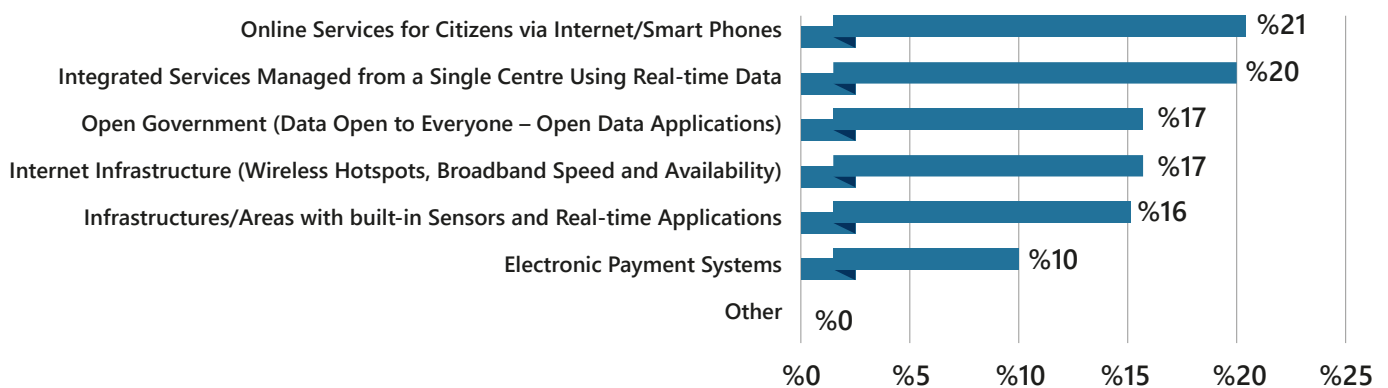 Online Services for Citizens via Internet/Smart Phones %21
Integrated Services Managed from a Single Centre Using Real-time Data %20
Open Government (Data Open to Everyone – Open Data Applications) %17
Internet Infrastructure (Wireless Hotspots, Broadband Speed and Availability) %17
Infrastructures/Areas with built-in Sensors and Real-time Applications %16
Electronic Payment Systems %10
Other %0
%0 %5 %10 %15 %20 %25